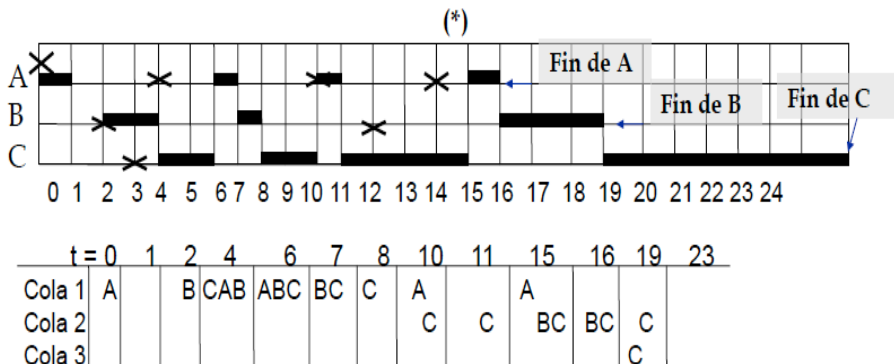 (*)
A
Fin de A
B
Fin de B
Fin de C
C
0 1 2 3 4 5 6 7 8 9 10 11 12 13 14 15 16 17 18 19 20 21 22 23 24
t = 0 1 2 4 6 7 8 10 11 15 16 19 23
Cola 1 A B CAB ABC BC C A A
Cola 2 C C BC BC C
Cola 3 C